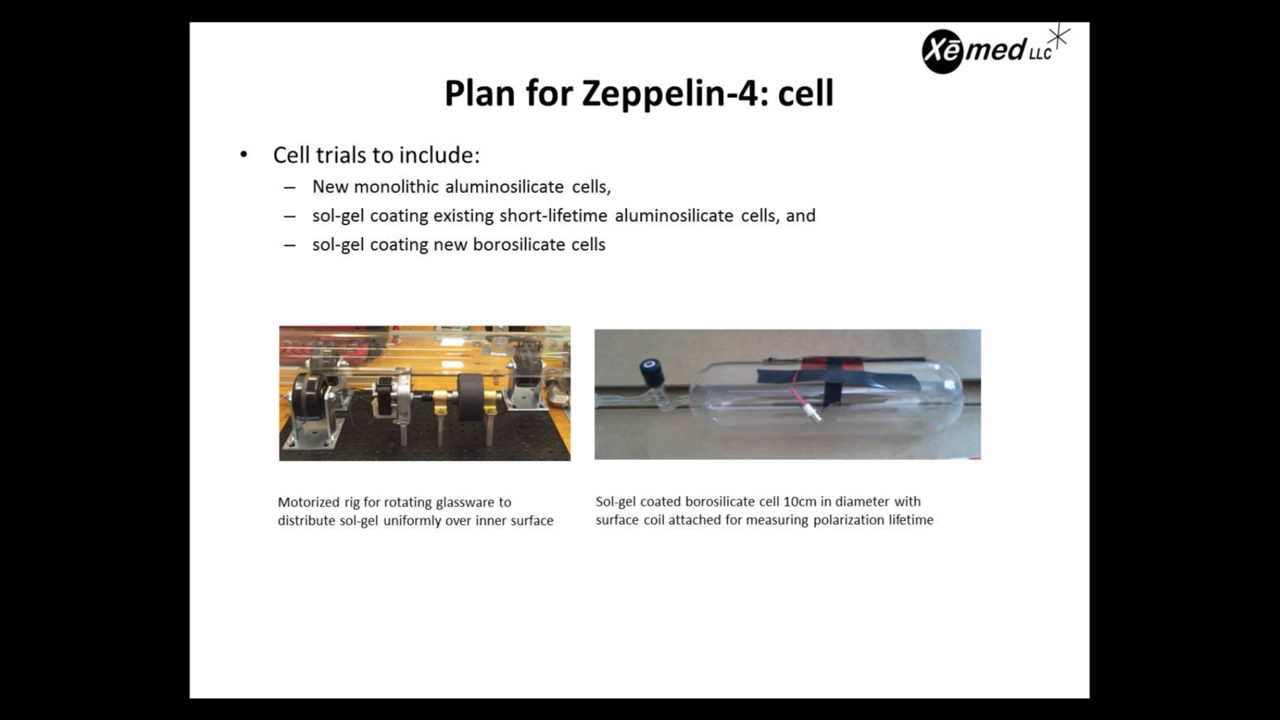 Xēmed LLC
Plan for Zeppelin-4: cell
• Cell trials to include:
– New monolithic aluminosilicate cells,
– sol-gel coating existing short-lifetime aluminosilicate cells, and
– sol-gel coating new borosilicate cells
Motorized rig for rotating glassware to
distribute sol-gel uniformly over inner surface
Sol-gel coated borosilicate cell 10cm in diameter with
surface coil attached for measuring polarization lifetime